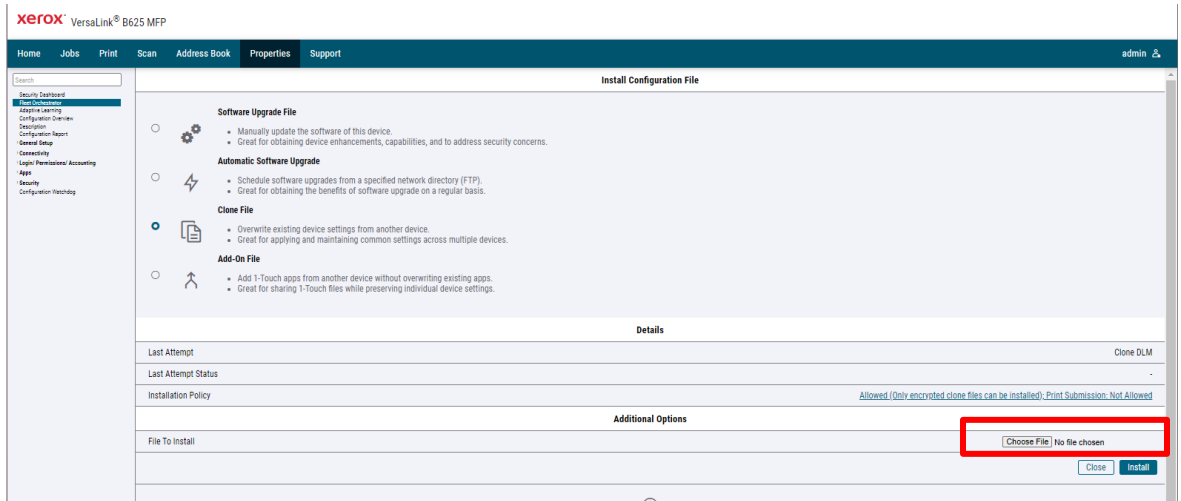 xerox™ VersaLink® B625 MFP
Home Jobs Print Scan Address Book Properties Support admin
Search
Security Dashboard
Fleet Orchestrator
Adaptive Learning
Configuration Overview
Description
Configuration Report
General Setup
Connectivity
Login/ Permissions/ Accounting
Apps
Security
Configuration Watchdog
Install Configuration File
Software Upgrade File
• Manually update the software of this device.
• Great for obtaining device enhancements, capabilities, and to address security concerns.
Automatic Software Upgrade
• Schedule software upgrades from a specified network directory (FTP).
• Great for obtaining the benefits of software upgrade on a regular basis.
Clone File
• Overwrite existing device settings from another device.
• Great for applying and maintaining common settings across multiple devices.
Add-On File
• Add 1-Touch apps from another device without overwriting existing apps.
• Great for sharing 1-Touch files while preserving individual device settings.
Details
Last Attempt Clone DLM
Last Attempt Status -
Installation Policy Allowed (Only encrypted clone files can be installed); Print Submission: Not Allowed
Additional Options
File To Install Choose File No file chosen
Close Install